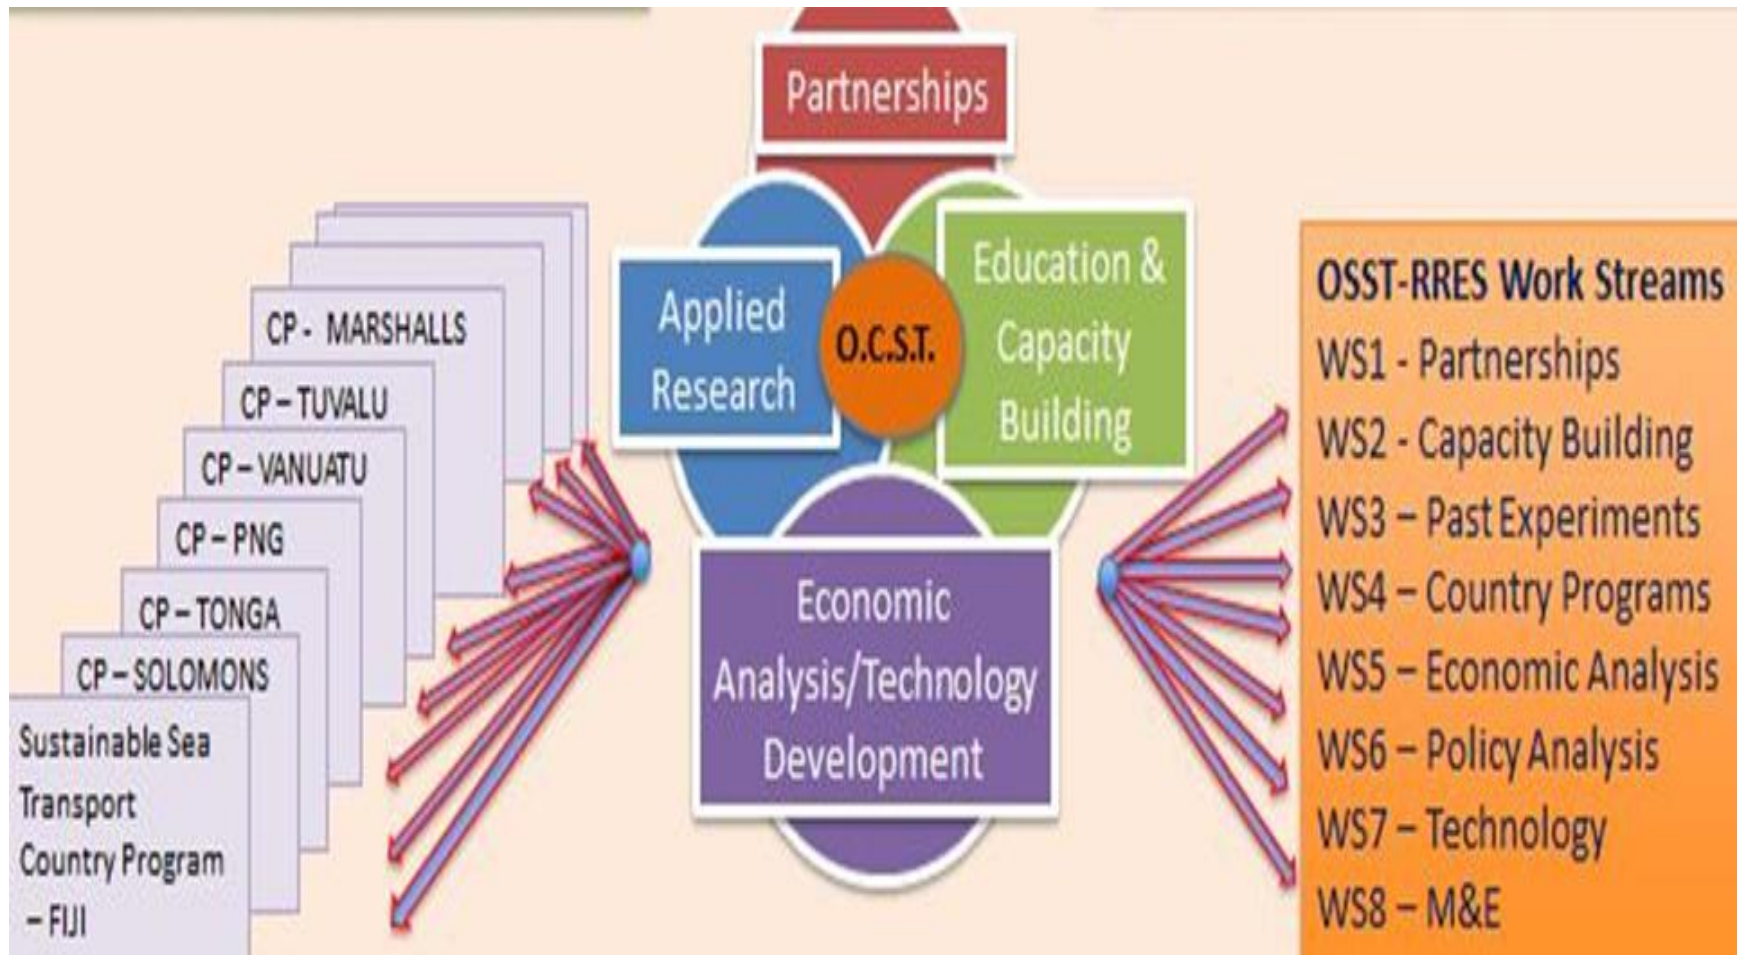 Partnerships
Applied
Research
O.C.S.T.
Education &
Capacity
Building
Economic
Analysis/Technology
Development
CP - MARSHALLS
CP – TUVALU
CP – VANUATU
CP – PNG
CP – TONGA
CP – SOLOMONS
Sustainable Sea
Transport
Country Program
– FIJI
OSST-RRES Work Streams
WS1 - Partnerships
WS2 - Capacity Building
WS3 – Past Experiments
WS4 – Country Programs
WS5 – Economic Analysis
WS6 – Policy Analysis
WS7 – Technology
WS8 – M&E